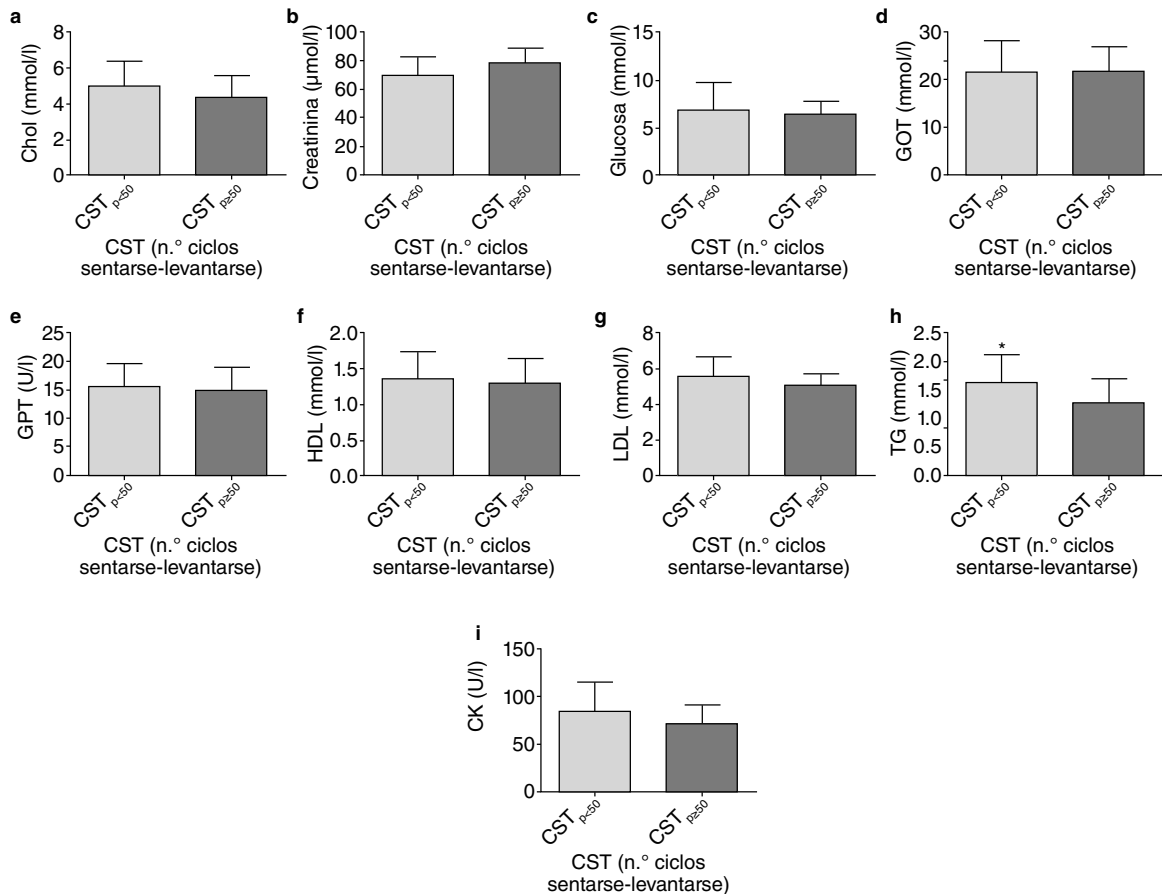 a
Chol (mmol/l)
8
6
4
2
0
CST p<50
CST p≥50
CST (n.° ciclos
sentarse-levantarse)
b
Creatinina (µmol/l)
100
80
60
40
20
0
CST p<50
CST p≥50
CST (n.° ciclos
sentarse-levantarse)
c
Glucosa (mmol/l)
15
10
5
0
CST p<50
CST p≥50
CST (n.° ciclos
sentarse-levantarse)
d
GOT (mmol/l)
30
20
10
0
CST p<50
CST p≥50
CST (n.° ciclos
sentarse-levantarse)
e
GPT (U/l)
25
20
15
10
5
0
CST p<50
CST p≥50
CST (n.° ciclos
sentarse-levantarse)
f
HDL (mmol/l)
2.0
1.5
1.0
0.5
0.0
CST p<50
CST p≥50
CST (n.° ciclos
sentarse-levantarse)
g
LDL (mmol/l)
8
6
4
2
0
CST p<50
CST p≥50
CST (n.° ciclos
sentarse-levantarse)
h
TG (mmol/l)
2.5
2.0
1.5
1.0
0.5
0.0
*
CST p<50
CST p≥50
CST (n.° ciclos
sentarse-levantarse)
i
CK (U/l)
150
100
50
0
CST p<50
CST p≥50
CST (n.° ciclos
sentarse-levantarse)